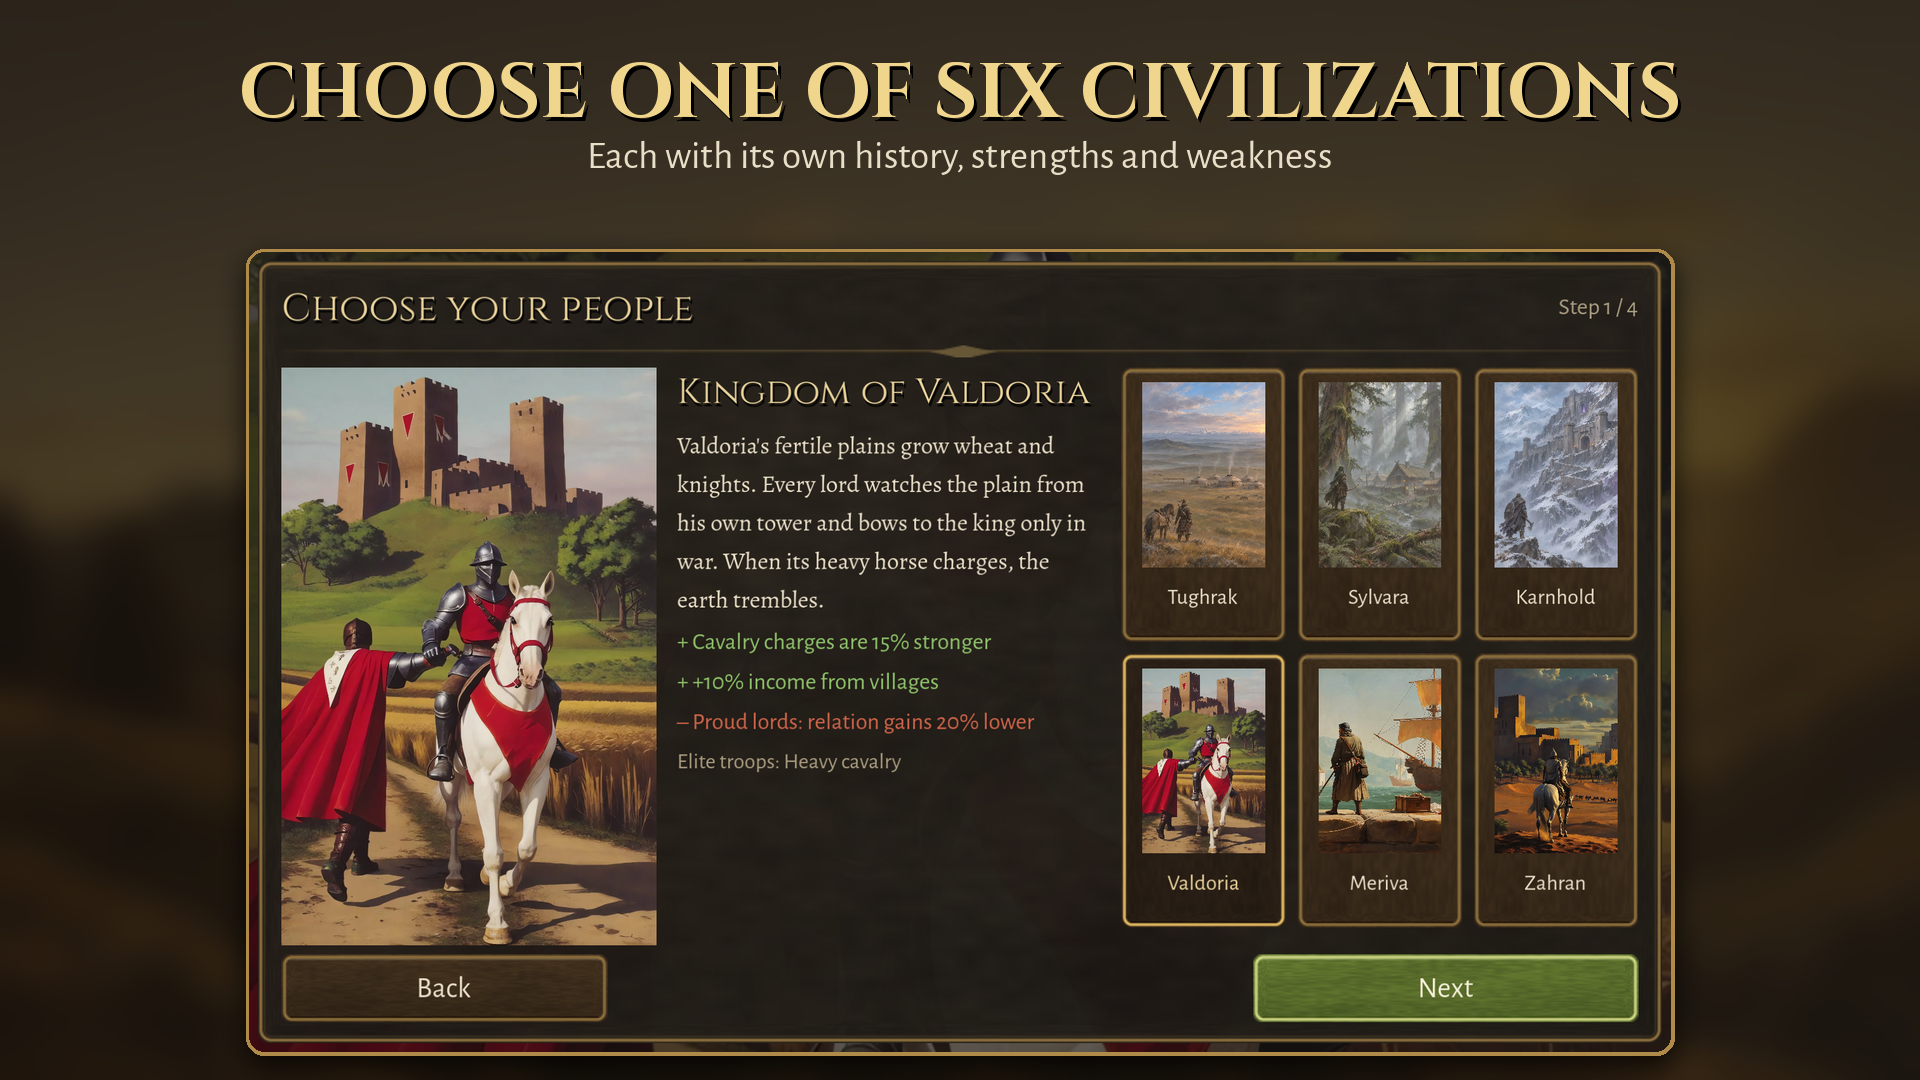 CHOOSE ONE OF SIX CIVILIZATIONS
Each with its own history, strengths and weakness
CHOOSE YOUR PEOPLE
Step 1 / 4
KINGDOM OF VALDORIA
Valdoria's fertile plains grow wheat and
knights. Every lord watches the plain from
his own tower and bows to the king only in
war. When its heavy horse charges, the
earth trembles.
+ Cavalry charges are 15% stronger
+ +10% income from villages
– Proud lords: relation gains 20% lower
Elite troops: Heavy cavalry
Tughrak
Sylvara
Karnhold
Valdoria
Meriva
Zahran
Back
Next